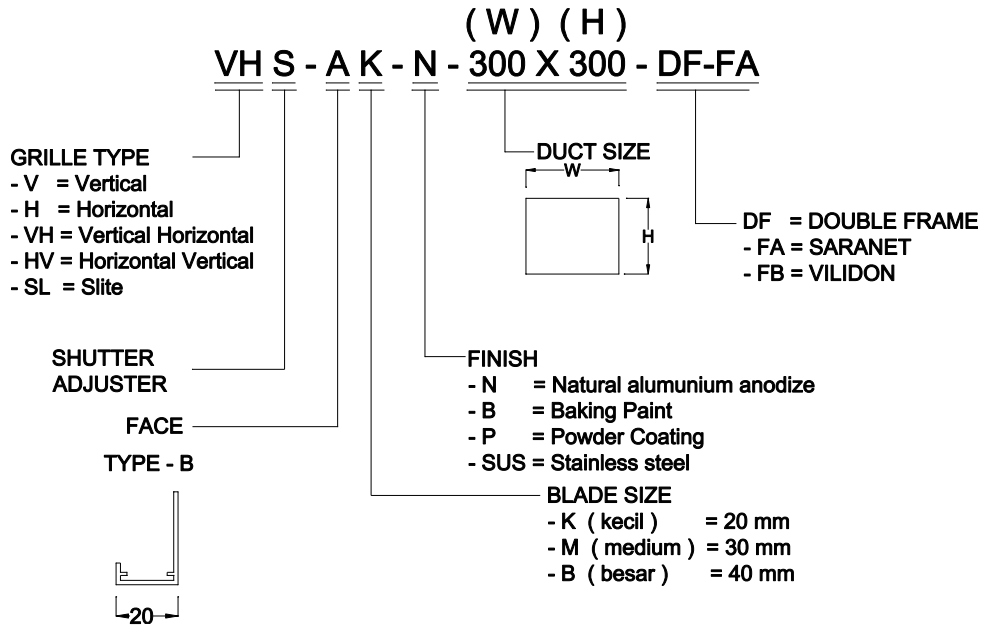 ( W ) ( H )
VH S - A K - N - 300 X 300 - DF-FA
GRILLE TYPE
- V = Vertical
- H = Horizontal
- VH = Vertical Horizontal
- HV = Horizontal Vertical
- SL = Slite
DUCT SIZE
W
H
DF = DOUBLE FRAME
- FA = SARANET
- FB = VILIDON
SHUTTER
ADJUSTER
FACE
TYPE - B
20
FINISH
- N = Natural alumunium anodize
- B = Baking Paint
- P = Powder Coating
- SUS = Stainless steel
BLADE SIZE
- K ( kecil ) = 20 mm
- M ( medium ) = 30 mm
- B ( besar ) = 40 mm